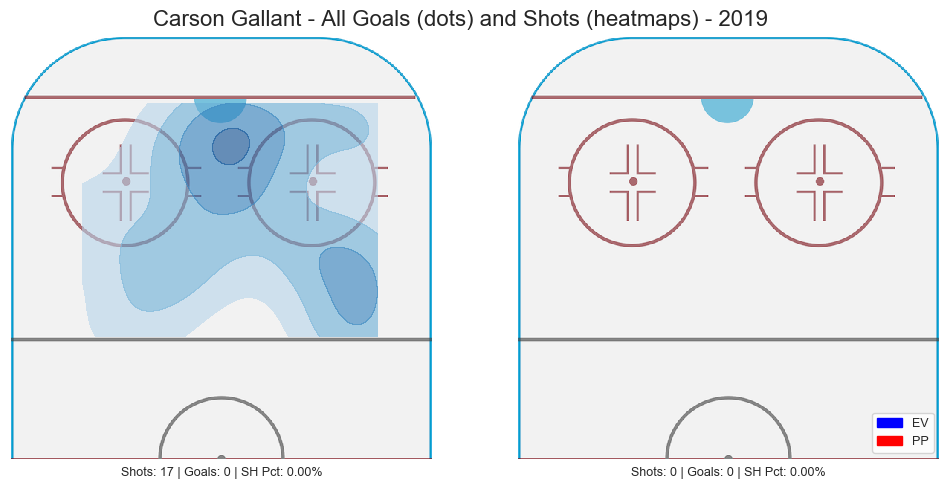 Carson Gallant - All Goals (dots) and Shots (heatmaps) - 2019
EV
PP
Shots: 17 | Goals: 0 | SH Pct: 0.00%
Shots: 0 | Goals: 0 | SH Pct: 0.00%